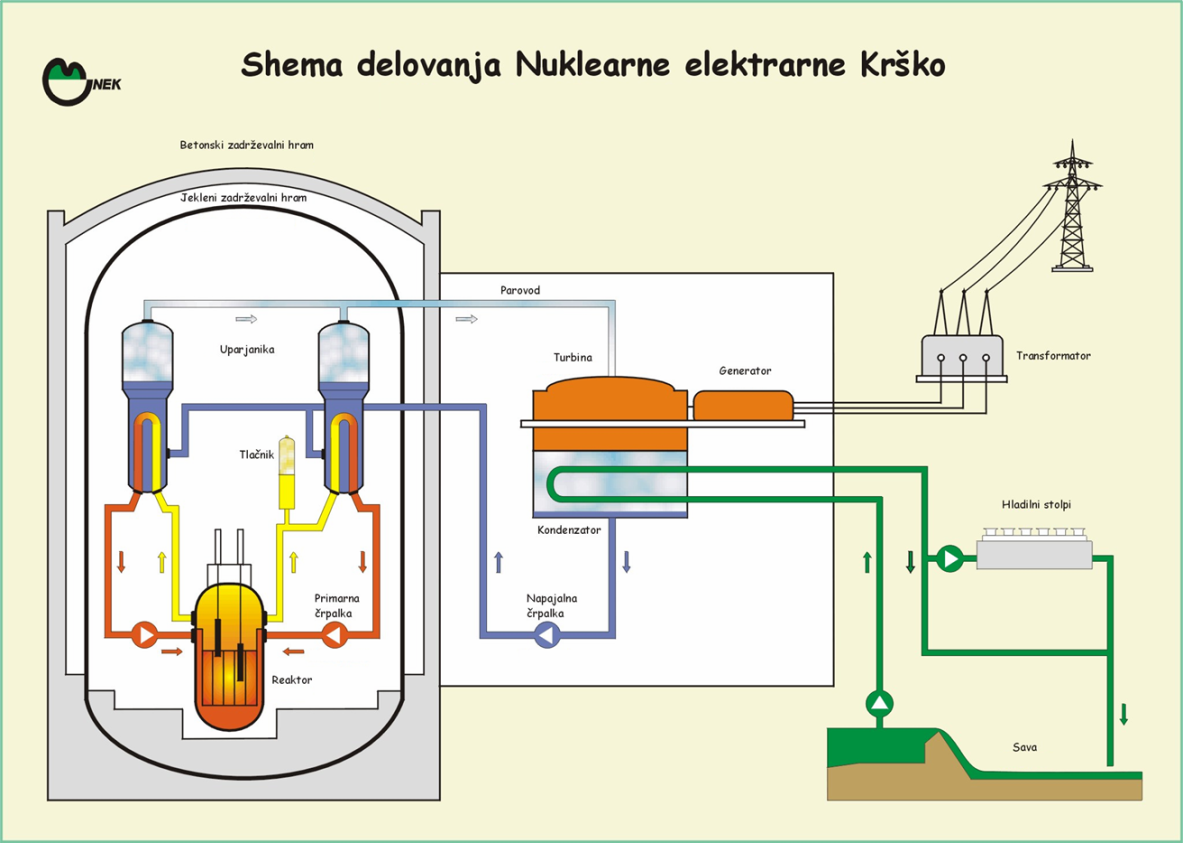 Shema delovanja Nuklearne elektrarne Krško
NEK
Betonski zadrževalni hram
Jekleni zadrževalni hram
Parovod
Uparjanika
Turbina
Generator
Transformator
Tlačnik
Hladilni stolpi
Kondenzator
Primarna
črpalka
Napajalna
črpalka
Reaktor
Sava